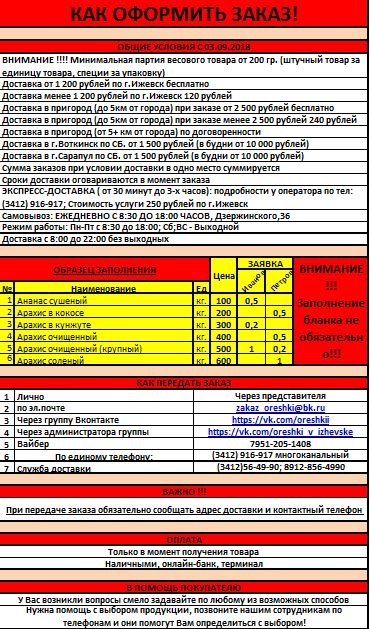 КАК ОФОРМИТЬ ЗАКАЗ!
ОБЩИЕ УСЛОВИЯ С 03.09.2018
ВНИМАНИЕ !!!! Минимальная партия весового товара от 200 гр. (штучный товар за
единицу товара, специи за упаковку)
Доставка от 1 200 рублей по г.Ижевск бесплатно
Доставка менее 1 200 рублей по г.Ижевск 120 рублей
Доставка в пригород (до 5км от города) при заказе от 2 500 рублей бесплатно
Доставка в пригород (до 5км от города) при заказе менее 2 500 рублей 240 рублей
Доставка в пригород (от 5+ км от города) по договоренности
Доставка в г.Воткинск по СБ. от 1 500 рублей (в будни от 10 000 рублей)
Доставка в г.Сарапул по СБ. от 1 500 рублей (в будни от 10 000 рублей)
Сумма заказов при условии доставки в одно место суммируется
Сроки доставки оговариваются в момент заказа
ЭКСПРЕСС-ДОСТАВКА ( от 30 минут до 3-х часов): подробности у оператора по тел:
(3412) 916-917; Стоимость услуги 250 рублей по г.Ижевск
Самовывоз: ЕЖЕДНЕВНО С 8:30 ДО 18:00 ЧАСОВ, Дзержинского,36
Режим работы: Пн-Пт с 8:30 до 18:00; Сб;ВС - Выходной
Доставка с 8:00 до 22:00 без выходных
ОБРАЗЕЦ ЗАПОЛНЕНИЯ Цена ЗАЯВКА
№ Наименование Ед Иванов Петров
1 Ананас сушеный кг. 100 0,5
2 Арахис в кокосе кг. 200 0,5
3 Арахис в кунжуте кг. 300 0,2
4 Арахис очищенный кг. 400 0,5
5 Арахис очищенный (крупный) кг. 500 1 0,2
6 Арахис соленый кг. 600 1
ВНИМАНИЕ
!!!
Заполнение
бланка не
обязательн
о!!!
КАК ПЕРЕДАТЬ ЗАКАЗ
1 Лично Через представителя
2 по эл.почте zakaz_oreshki@bk.ru
3 Через группу Вконтакте https://vk.com/oreshkii
4 Через администратора группы https://vk.com/oreshki_v_izhevske
5 Вайбер 7951-205-1408
6 По единому телефону: (3412) 916-917 многоканальный
7 Служба доставки (3412)56-49-90; 8912-856-4990
ВАЖНО !!!
При передаче заказа обязательно сообщать адрес доставки и контактный телефон
ОПЛАТА
Только в момент получения товара
Наличными, онлайн-банк, терминал
В ПОМОЩЬ ПОКУПАТЕЛЮ
У Вас возникли вопросы смело задавайте по любому из возможных способов
Нужна помощь с выбором продукции, позвоните нашим сотрудникам по
телефонам и они помогут Вам определиться с выбором!